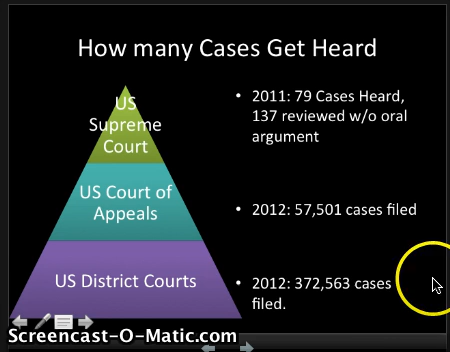 How many Cases Get Heard
US
Supreme
Court
• 2011: 79 Cases Heard,
137 reviewed w/o oral
argument
US Court of
Appeals
• 2012: 57,501 cases filed
US District Courts
• 2012: 372,563 cases
filed.
Screencast-O-Matic.com